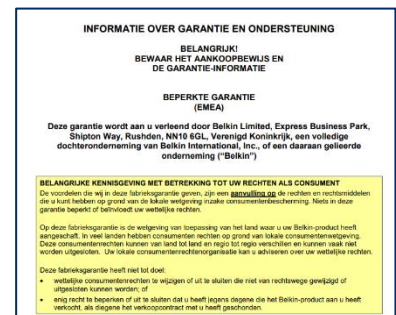 INFORMATIE OVER GARANTIE EN ONDERSTEUNING
BELANGRIJK!
BEWAAR HET AANKOOPBEWIJS EN
DE GARANTIE-INFORMATIE
BEPERKTE GARANTIE
(EMEA)
Deze garantie wordt aan u verleend door Belkin Limited, Express Business Park,
Shipton Way, Rushden, NN10 6GL, Verenigd Koninkrijk, een volledige
dochteronderneming van Belkin International, Inc., of een daaraan gelieerde
onderneming (“Belkin”)
BELANGRIJKE KENNISGEVING MET BETREKKING TOT UW RECHTEN ALS CONSUMENT
De voordelen die wij in deze fabrieksgarantie geven, zijn een aanvulling op de rechten en rechtsmiddelen
die u kunt hebben op grond van de lokale wetgeving inzake consumentenbescherming. Niets in deze
garantie beperkt of beïnvloedt uw wettelijke rechten.
Op deze fabrieksgarantie is de wetgeving van toepassing van het land waar u uw Belkin-product heeft
aangeschaft. In veel landen hebben consumenten rechten op grond van lokale consumentenwetgeving.
Deze consumentenrechten kunnen van land tot land en regio tot regio verschillen en kunnen vaak niet
worden uitgesloten. Uw lokale consumentenrechtenorganisatie kan u adviseren over uw wettelijke rechten.
Deze fabrieksgarantie heeft niet tot doel:
• wettelijke consumentenrechten te wijzigen of uit te sluiten die niet van rechtswege gewijzigd of
uitgesloten kunnen worden; of
• enig recht te beperken of uit te sluiten dat u heeft jegens degene die het Belkin-product aan u heeft
verkocht, als diegene het verkoopcontract met u heeft geschonden.